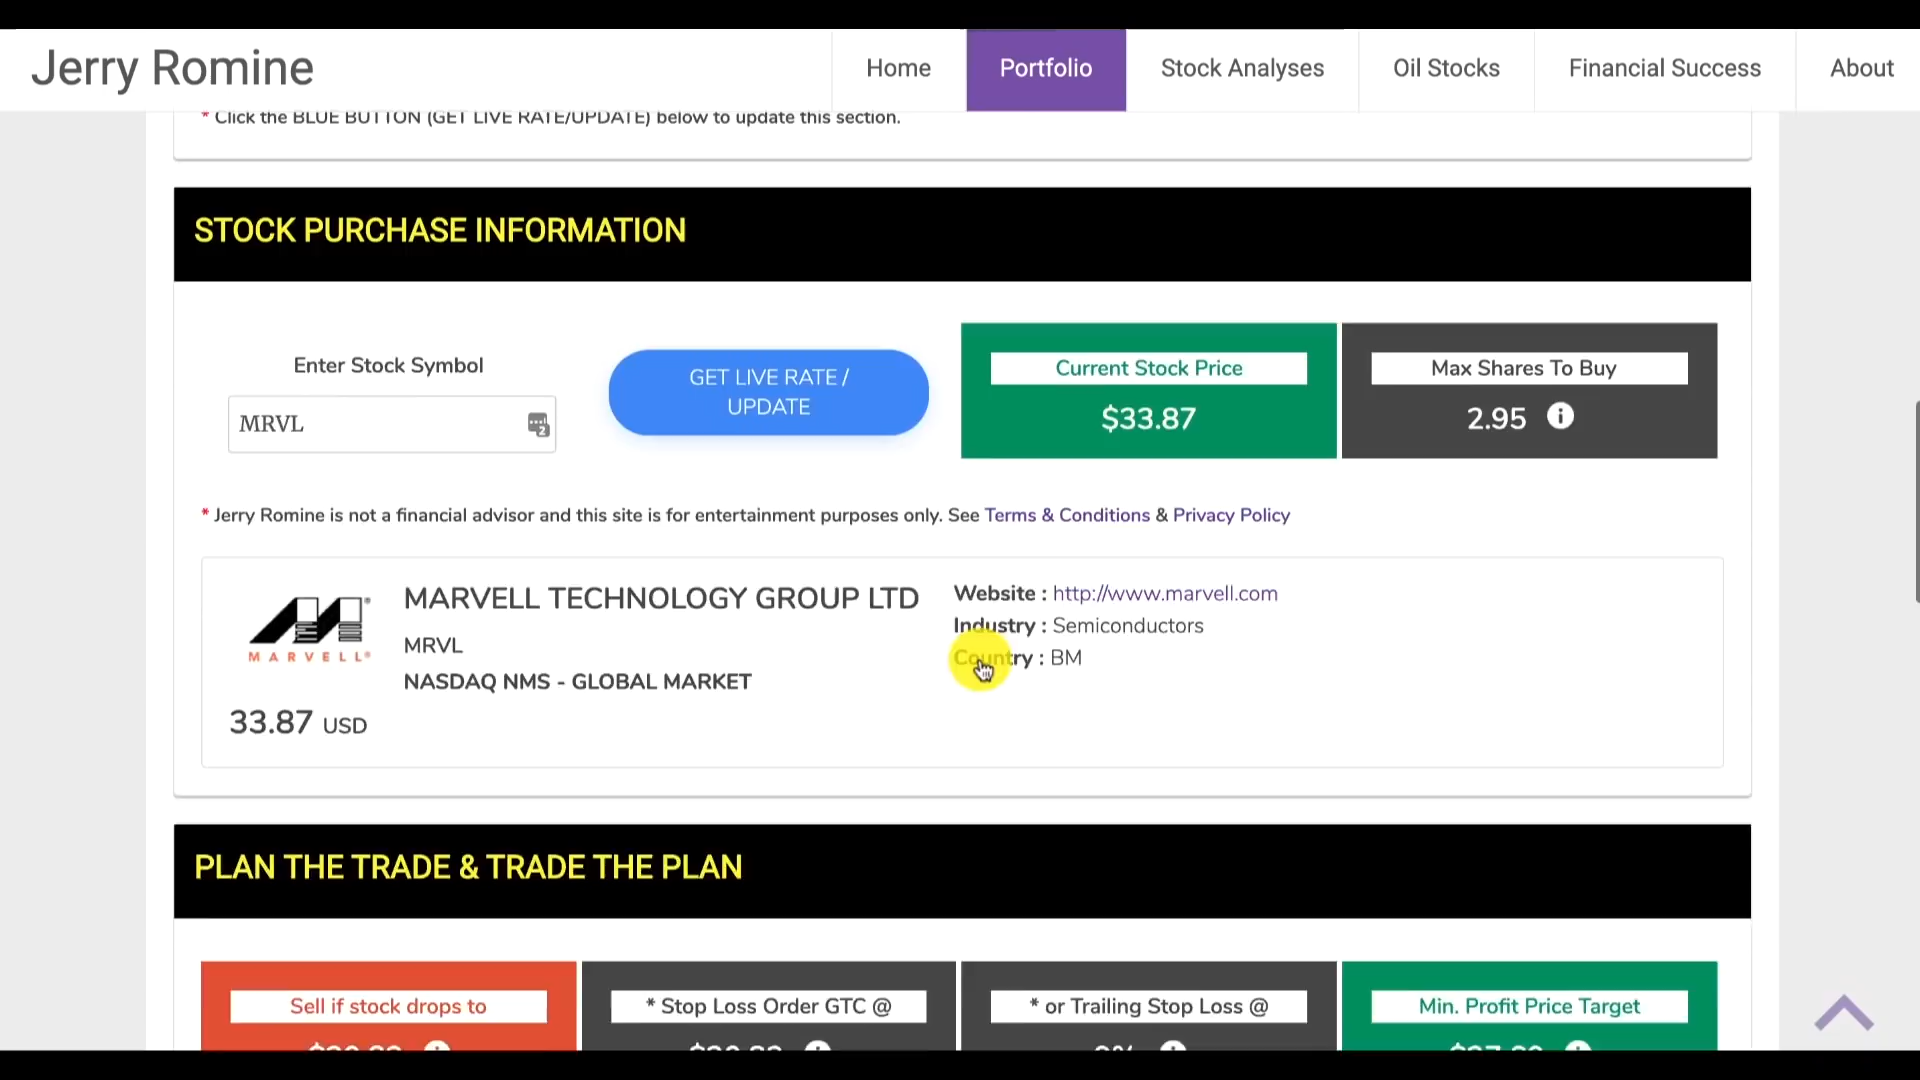 Jerry Romine
Home
Portfolio
Stock Analyses
Oil Stocks
Financial Success
About
* Click the BLUE BUTTON (GET LIVE RATE/UPDATE) below to update this section.
STOCK PURCHASE INFORMATION
Enter Stock Symbol
MRVL
2
GET LIVE RATE /
UPDATE
Current Stock Price
$33.87
Max Shares To Buy
2.95
* Jerry Romine is not a financial advisor and this site is for entertainment purposes only. See Terms & Conditions & Privacy Policy
MARVELL®
MARVELL TECHNOLOGY GROUP LTD
MRVL
NASDAQ NMS - GLOBAL MARKET
33.87 USD
Website : http://www.marvell.com
Industry : Semiconductors
Country : BM
PLAN THE TRADE & TRADE THE PLAN
Sell if stock drops to
* Stop Loss Order GTC @
* or Trailing Stop Loss @
Min. Profit Price Target